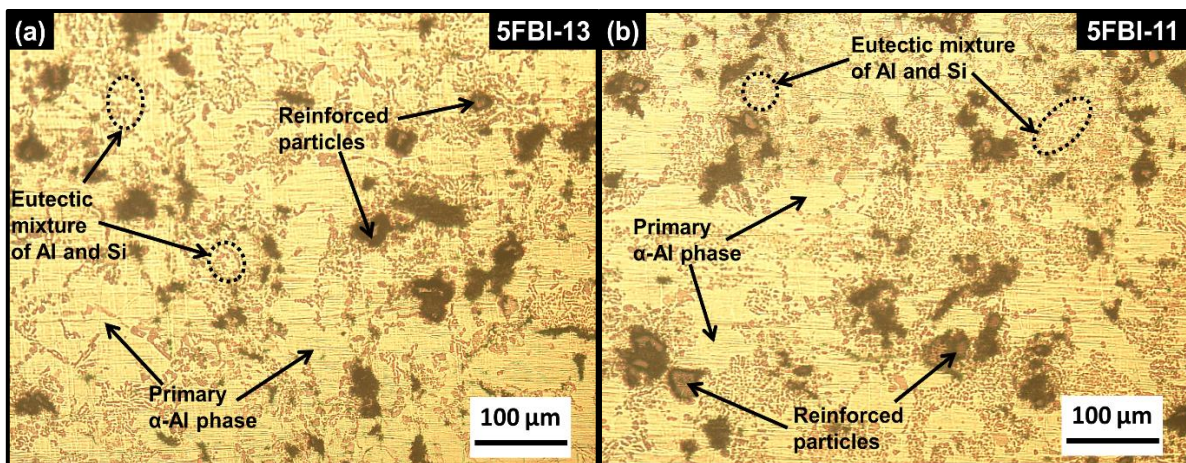 (a)
5FBI-13
Reinforced
particles
Eutectic
mixture
of Al and Si
Primary
α-Al phase
100 µm
(b)
5FBI-11
Eutectic mixture
of Al and Si
Primary
α-Al phase
Reinforced
particles
100 µm